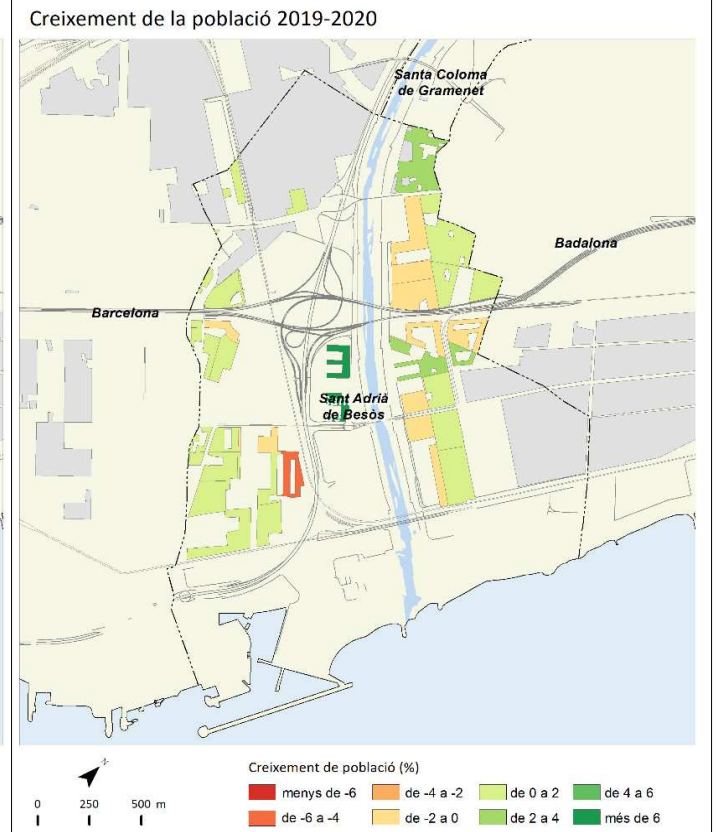 Creixement de la població 2019-2020
Santa Coloma
de Gramenet
Badalona
Barcelona
Sant Adrià
de Besòs
N
0 250 500 m
Creixement de població (%)
menys de -6
de -4 a -2
de 0 a 2
de 4 a 6
de -6 a -4
de -2 a 0
de 2 a 4
més de 6